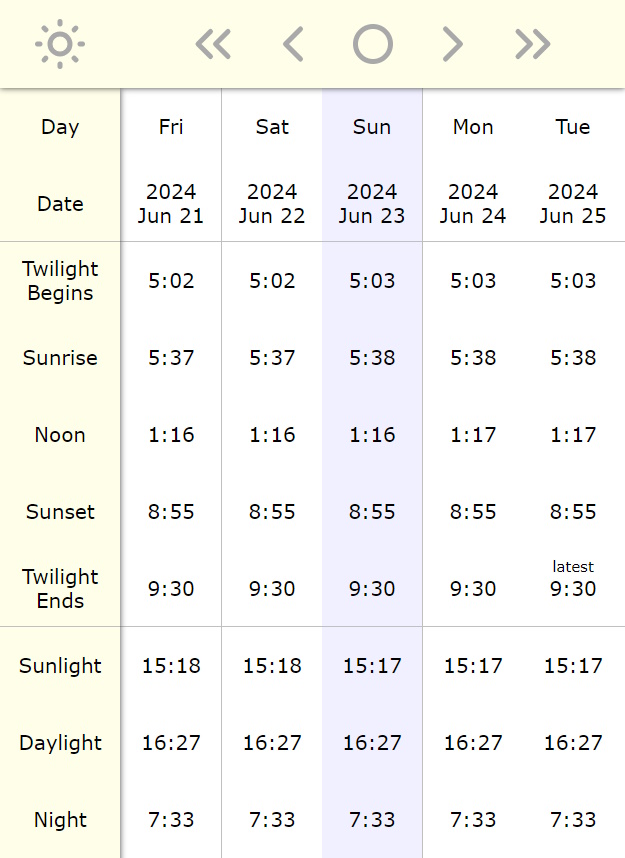 Day Fri Sat Sun Mon Tue
Date 2024 Jun 21 2024 Jun 22 2024 Jun 23 2024 Jun 24 2024 Jun 25
Twilight Begins 5:02 5:02 5:03 5:03 5:03
Sunrise 5:37 5:37 5:38 5:38 5:38
Noon 1:16 1:16 1:16 1:17 1:17
Sunset 8:55 8:55 8:55 8:55 8:55
Twilight Ends 9:30 9:30 9:30 9:30 latest 9:30
Sunlight 15:18 15:18 15:17 15:17 15:17
Daylight 16:27 16:27 16:27 16:27 16:27
Night 7:33 7:33 7:33 7:33 7:33